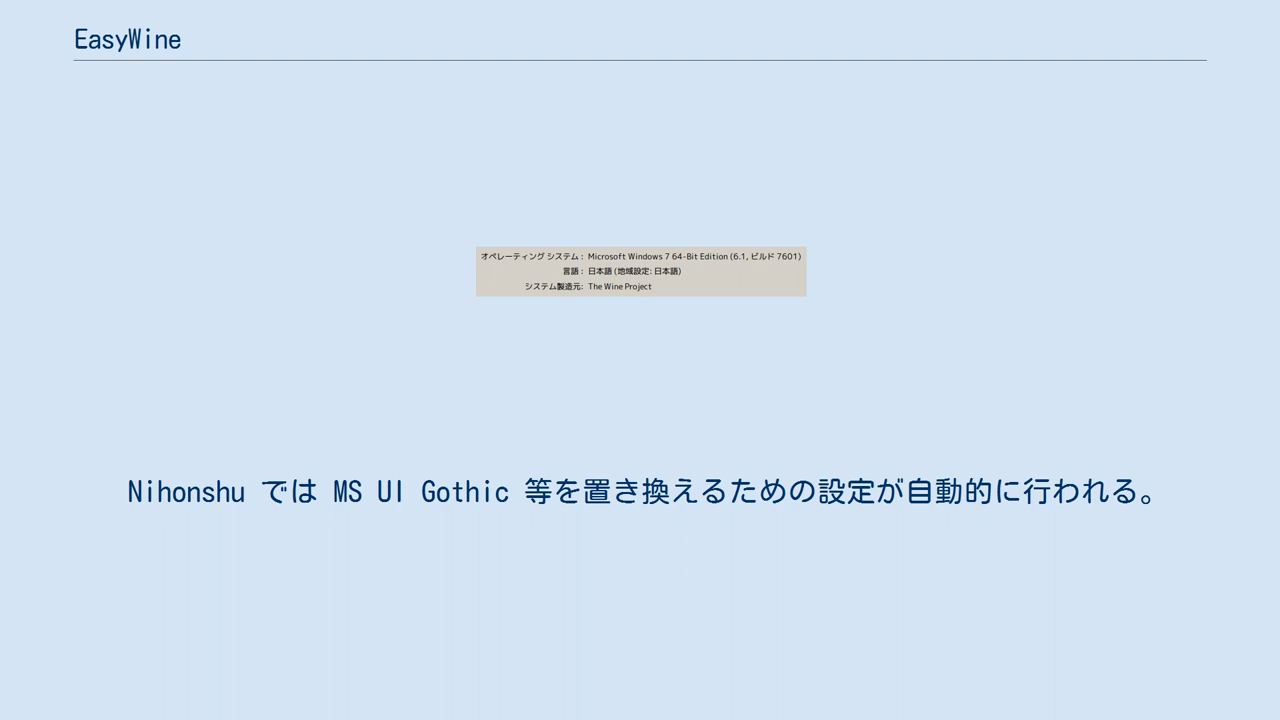 EasyWine
オペレーティング システム : Microsoft Windows 7 64-Bit Edition (6.1, ビルド 7601)
言語 : 日本語 (地域設定: 日本語)
システム製造元: The Wine Project
Nihonshu では MS UI Gothic 等を置き換えるための設定が自動的に行われる。